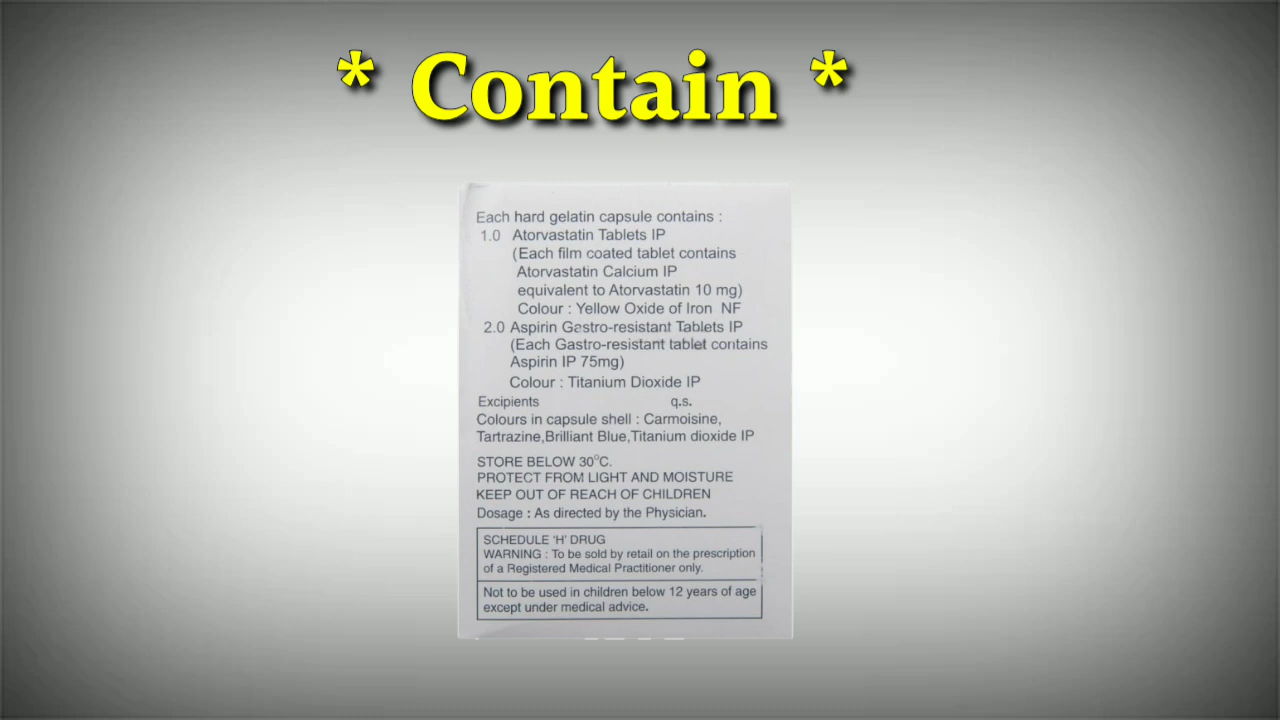 * Contain *
Each hard gelatin capsule contains :
1.0 Atorvastatin Tablets IP
(Each film coated tablet contains
Atorvastatin Calcium IP
equivalent to Atorvastatin 10 mg)
Colour : Yellow Oxide of Iron NF
2.0 Aspirin Gastro-resistant Tablets IP
(Each Gastro-resistant tablet contains
Aspirin IP 75mg)
Colour : Titanium Dioxide IP
Excipients q.s.
Colours in capsule shell : Carmoisine,
Tartrazine,Brilliant Blue,Titanium dioxide IP
STORE BELOW 30°C.
PROTECT FROM LIGHT AND MOISTURE
KEEP OUT OF REACH OF CHILDREN
Dosage : As directed by the Physician.
SCHEDULE 'H' DRUG
WARNING : To be sold by retail on the prescription
of a Registered Medical Practitioner only.
Not to be used in children below 12 years of age
except under medical advice.